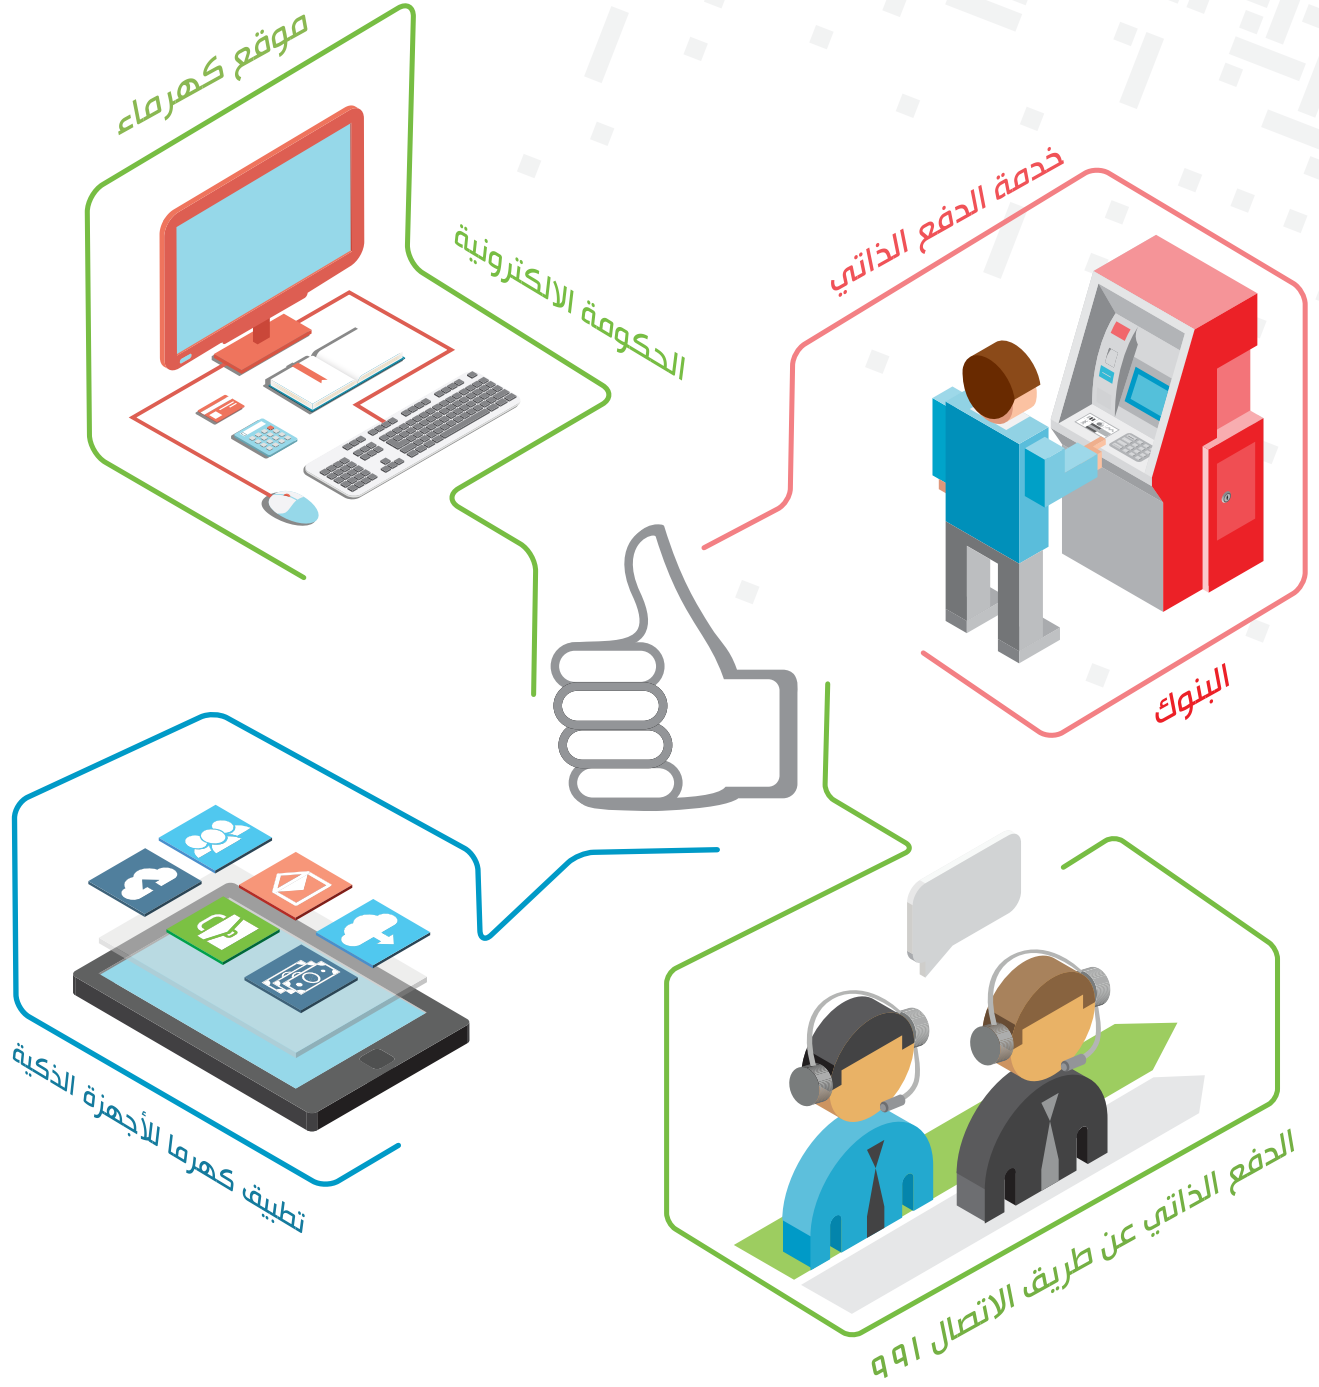 موقع كهرماء
الحكومة الالكترونية
خدمة الدفع الذاتي
البنوك
تطبيق كهرما للأجهزة الذكية
الدفع الذاتي عن طريق الاتصال ٩٩١